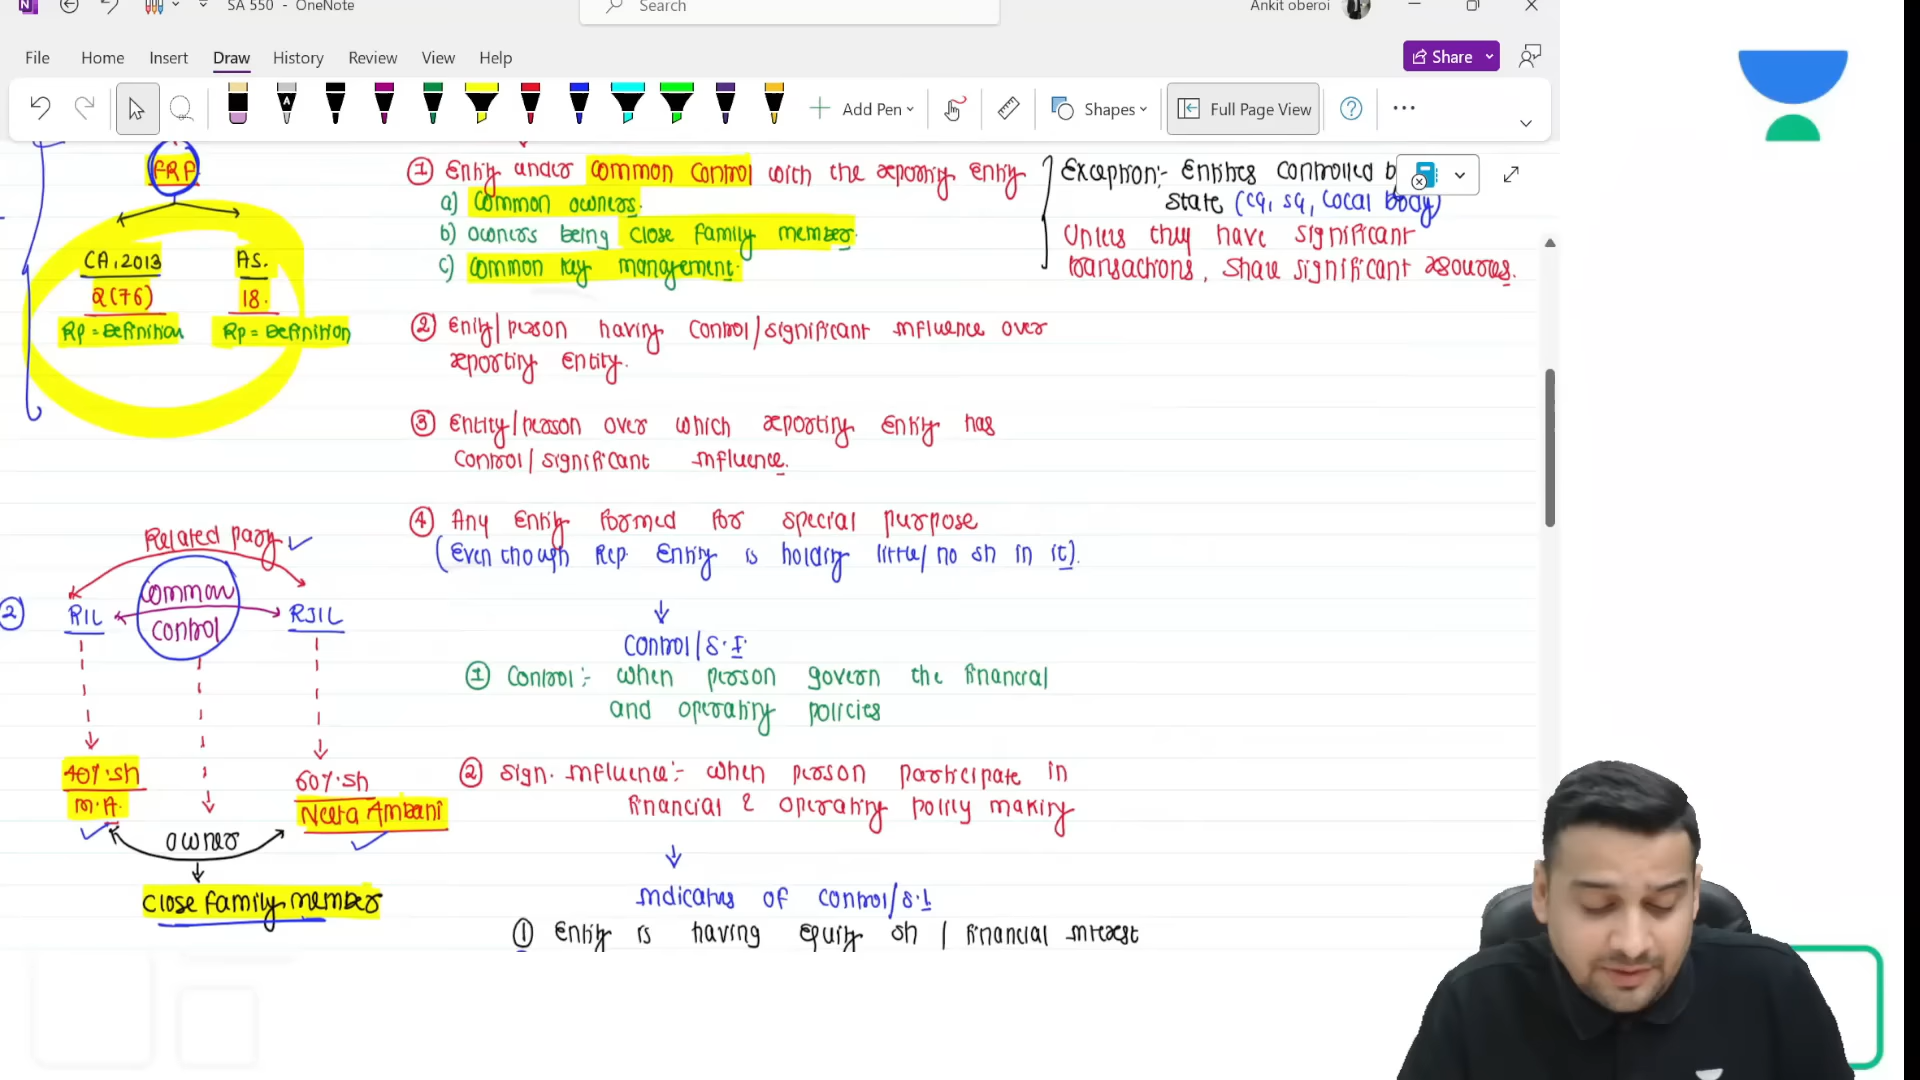 SA 550 - OneNote
Search
Ankit oberoi
File
Home
Insert
Draw
History
Review
View
Help
Share
Add Pen
Shapes
Full Page View
FRP
CA, 2013
AS.
2(76)
18.
Rp = Definition
Rp = Definition
① Entity under Common Control with the reporting entity
a) Common owners.
b) owners being close family member.
c) Common key management.
Exception:- Entities Controlled b
State (CG, SG, Local body)
Unless they have significant
transactions, share significant resources.
② Entity/person having Control/significant influence over
reporting Entity.
③ Entity/person over which reporting Entity has
Control/significant influence.
④ Any Entity formed for special purpose
(Even though Rep. Entity is holding little/no sh in it).
↓
Control/S.I.
① Control:- when person govern the financial
and operating policies
② Sign. influence:- when person participate in
financial & operating policy making
↓
Indicates of control/S.I
① Entity is having equity sh / financial interest
Related party
②
RIL
Common
Control
RJIL
40%.sh
M.A.
60%.sh
Neeta Ambani
owner
close family member